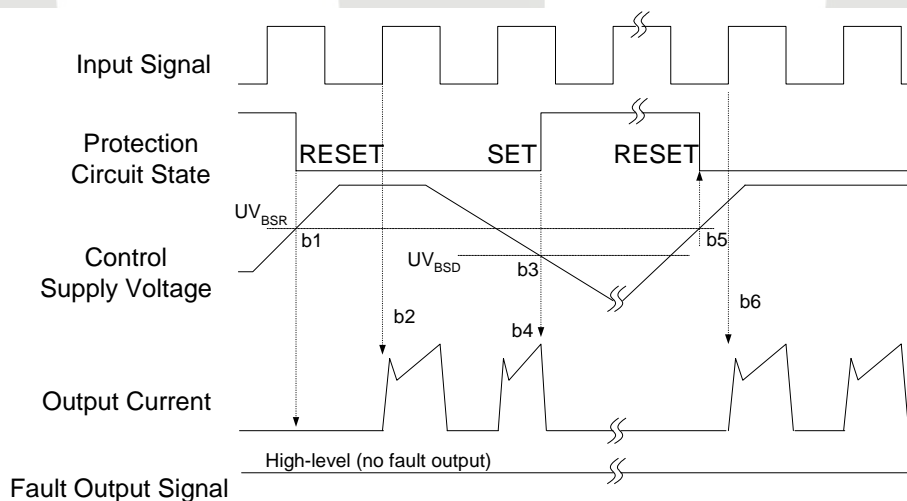 Input Signal
Protection
Circuit State
RESET
SET
RESET
UVBSR
b1
b5
Control
Supply Voltage
UVBSD
b3
b2
b4
b6
Output Current
High-level (no fault output)
Fault Output Signal